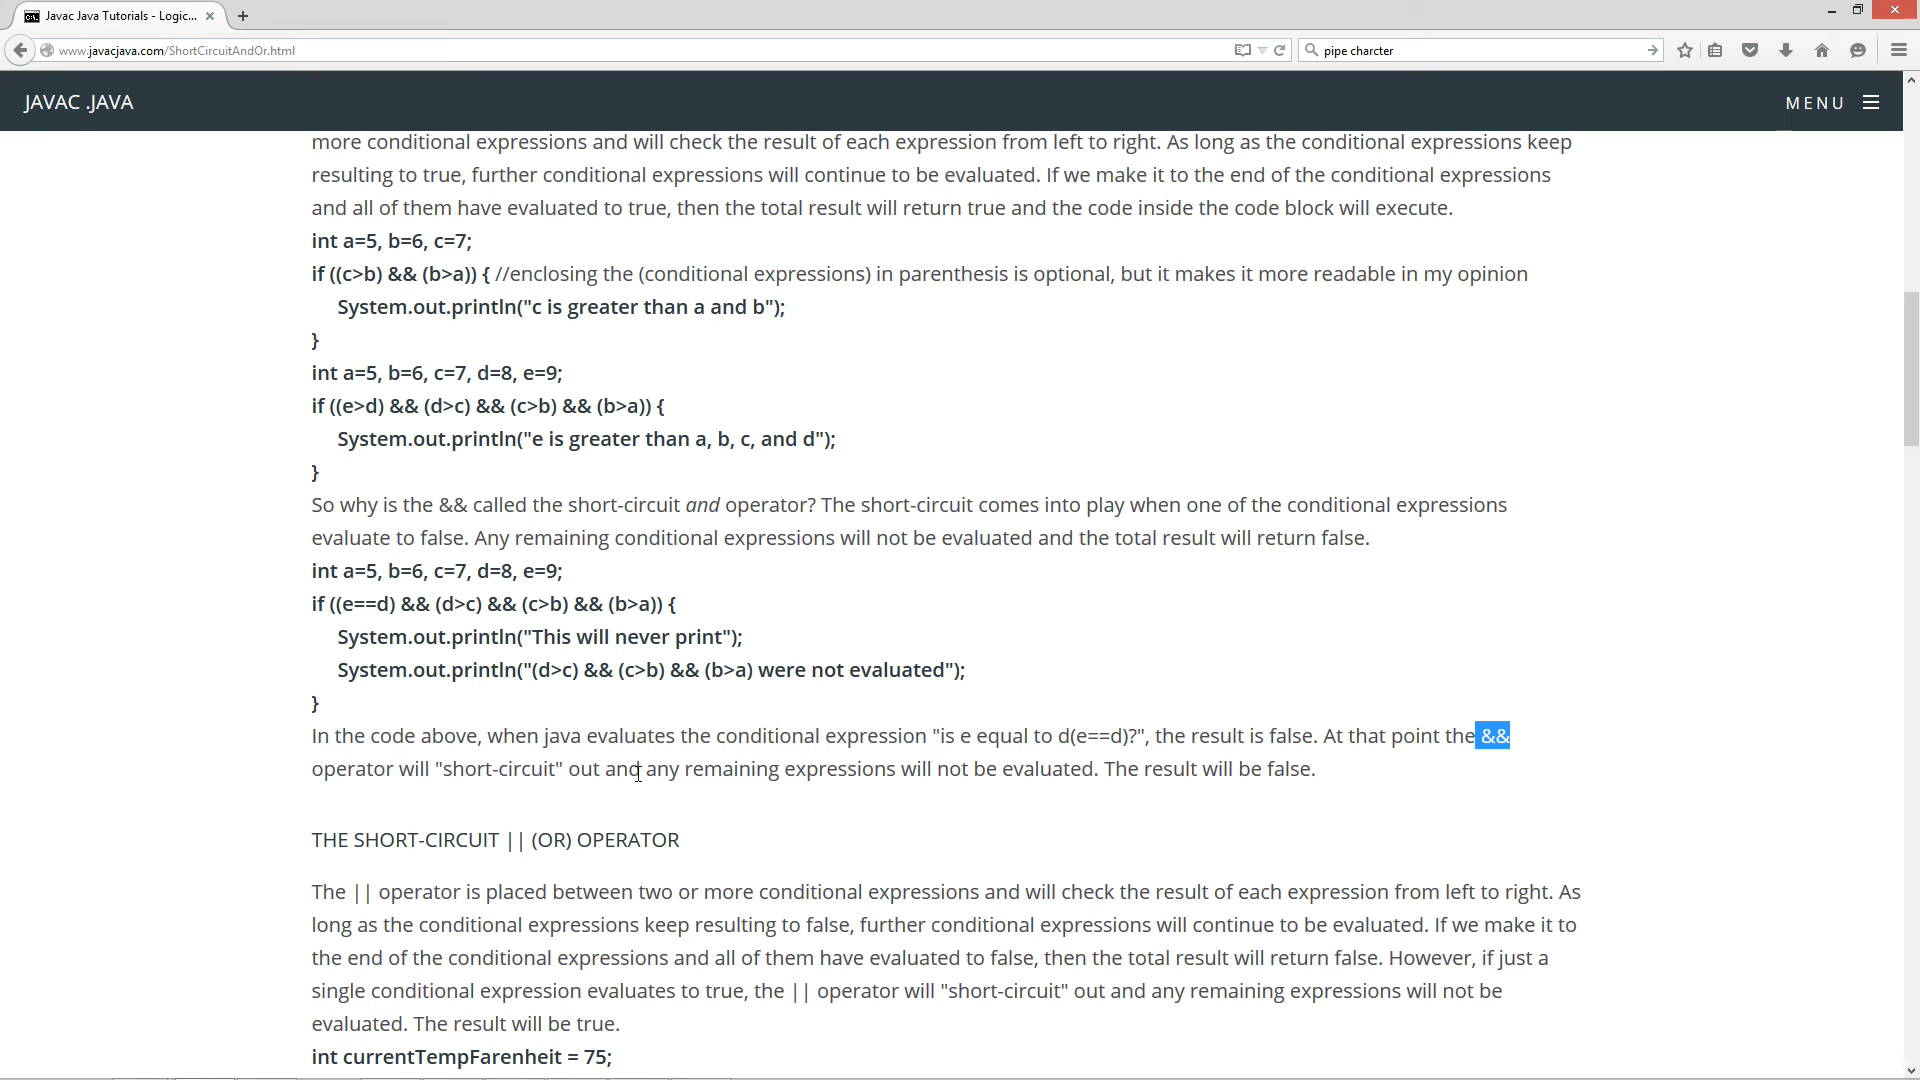 Javac Java Tutorials - Logic...
www.javacjava.com/ShortCircuitAndOr.html
pipe charcter
JAVAC .JAVA
MENU
more conditional expressions and will check the result of each expression from left to right. As long as the conditional expressions keep
resulting to true, further conditional expressions will continue to be evaluated. If we make it to the end of the conditional expressions
and all of them have evaluated to true, then the total result will return true and the code inside the code block will execute.
int a=5, b=6, c=7;
if ((c>b) && (b>a)) { //enclosing the (conditional expressions) in parenthesis is optional, but it makes it more readable in my opinion
System.out.println("c is greater than a and b");
}
int a=5, b=6, c=7, d=8, e=9;
if ((e>d) && (d>c) && (c>b) && (b>a)) {
System.out.println("e is greater than a, b, c, and d");
}
So why is the && called the short-circuit and operator? The short-circuit comes into play when one of the conditional expressions
evaluate to false. Any remaining conditional expressions will not be evaluated and the total result will return false.
int a=5, b=6, c=7, d=8, e=9;
if ((e==d) && (d>c) && (c>b) && (b>a)) {
System.out.println("This will never print");
System.out.println("(d>c) && (c>b) && (b>a) were not evaluated");
}
In the code above, when java evaluates the conditional expression "is e equal to d(e==d)?", the result is false. At that point the &&
operator will "short-circuit" out and any remaining expressions will not be evaluated. The result will be false.
THE SHORT-CIRCUIT || (OR) OPERATOR
The || operator is placed between two or more conditional expressions and will check the result of each expression from left to right. As
long as the conditional expressions keep resulting to false, further conditional expressions will continue to be evaluated. If we make it to
the end of the conditional expressions and all of them have evaluated to false, then the total result will return false. However, if just a
single conditional expression evaluates to true, the || operator will "short-circuit" out and any remaining expressions will not be
evaluated. The result will be true.
int currentTempFarenheit = 75;